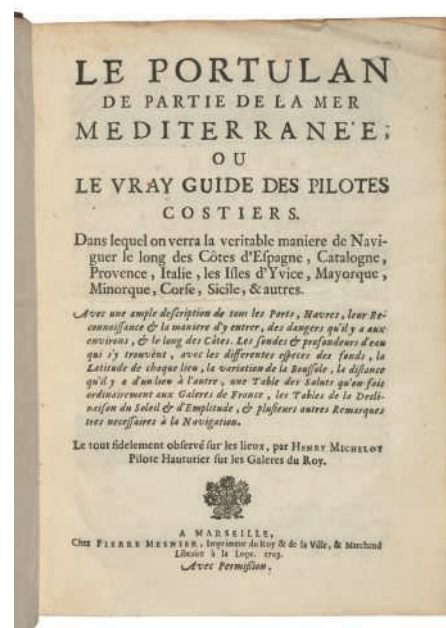 LE PORTULAN
DE PARTIE DE LA MER
MEDITERRANE'E;
OU
LE VRAY GUIDE DES PILOTES
COSTIERS.
Dans lequel on verra la veritable maniere de Navi-
guer le long des Côtes d'Espagne, Catalogne,
Provence, Italie, les Isles d'Yvice, Mayorque,
Minorque, Corse, Sicile, & autres.
Avec une ample description de tous les Ports, Havres, leur Re-
connoissance & la maniere d'y entrer, des dangers qu'il y a aux
environs, & le long des Côtes. Les sondes & profondeurs d'eau
qui s'y trouvent, avec les differentes especes des fonds, la
Latitude de chaque lieu, la variation de la Boussole, la distance
qu'il y a d'un lieu à l'autre, une Table des Saluts qu'on fait
ordinairement aux Galeres de France, les Tables de la Decli-
naison du Soleil & d'Emplitude, & plusieurs autres Remarques
tres necessaires à la Navigation.
Le tout fidelement observé sur les lieux, par HENRY MICHELOT
Pilote Hauturier sur les Galeres du Roy.
A MARSEILLE,
Chez PIERRE MESNIER, Imprimeur du Roy & de la Ville, & Marchand
Libraire à la Loge. 1703.
Avec Permission.